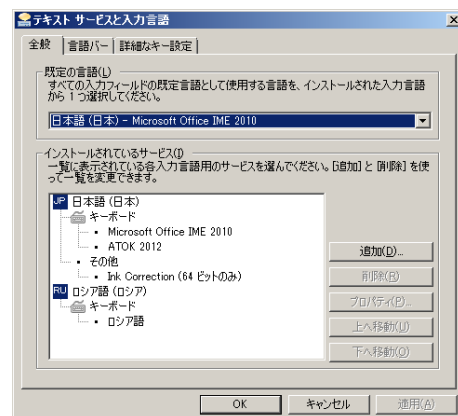 テキスト サービスと入力言語
全般 言語バー 詳細なキー設定
既定の言語(L)
すべての入力フィールドの既定言語として使用する言語を、インストールされた入力言語
から 1 つ選択してください。
日本語 (日本) - Microsoft Office IME 2010
インストールされているサービス(I)
一覧に表示されている各入力言語用のサービスを選んでください。[追加] と [削除] を使
って一覧を変更できます。
JP 日本語 (日本)
キーボード
• Microsoft Office IME 2010
• ATOK 2012
• その他
• Ink Correction (64 ビットのみ)
RU ロシア語 (ロシア)
キーボード
• ロシア語
追加(D)...
削除(R)
プロパティ(P)...
上へ移動(U)
下へ移動(O)
OK キャンセル 適用(A)